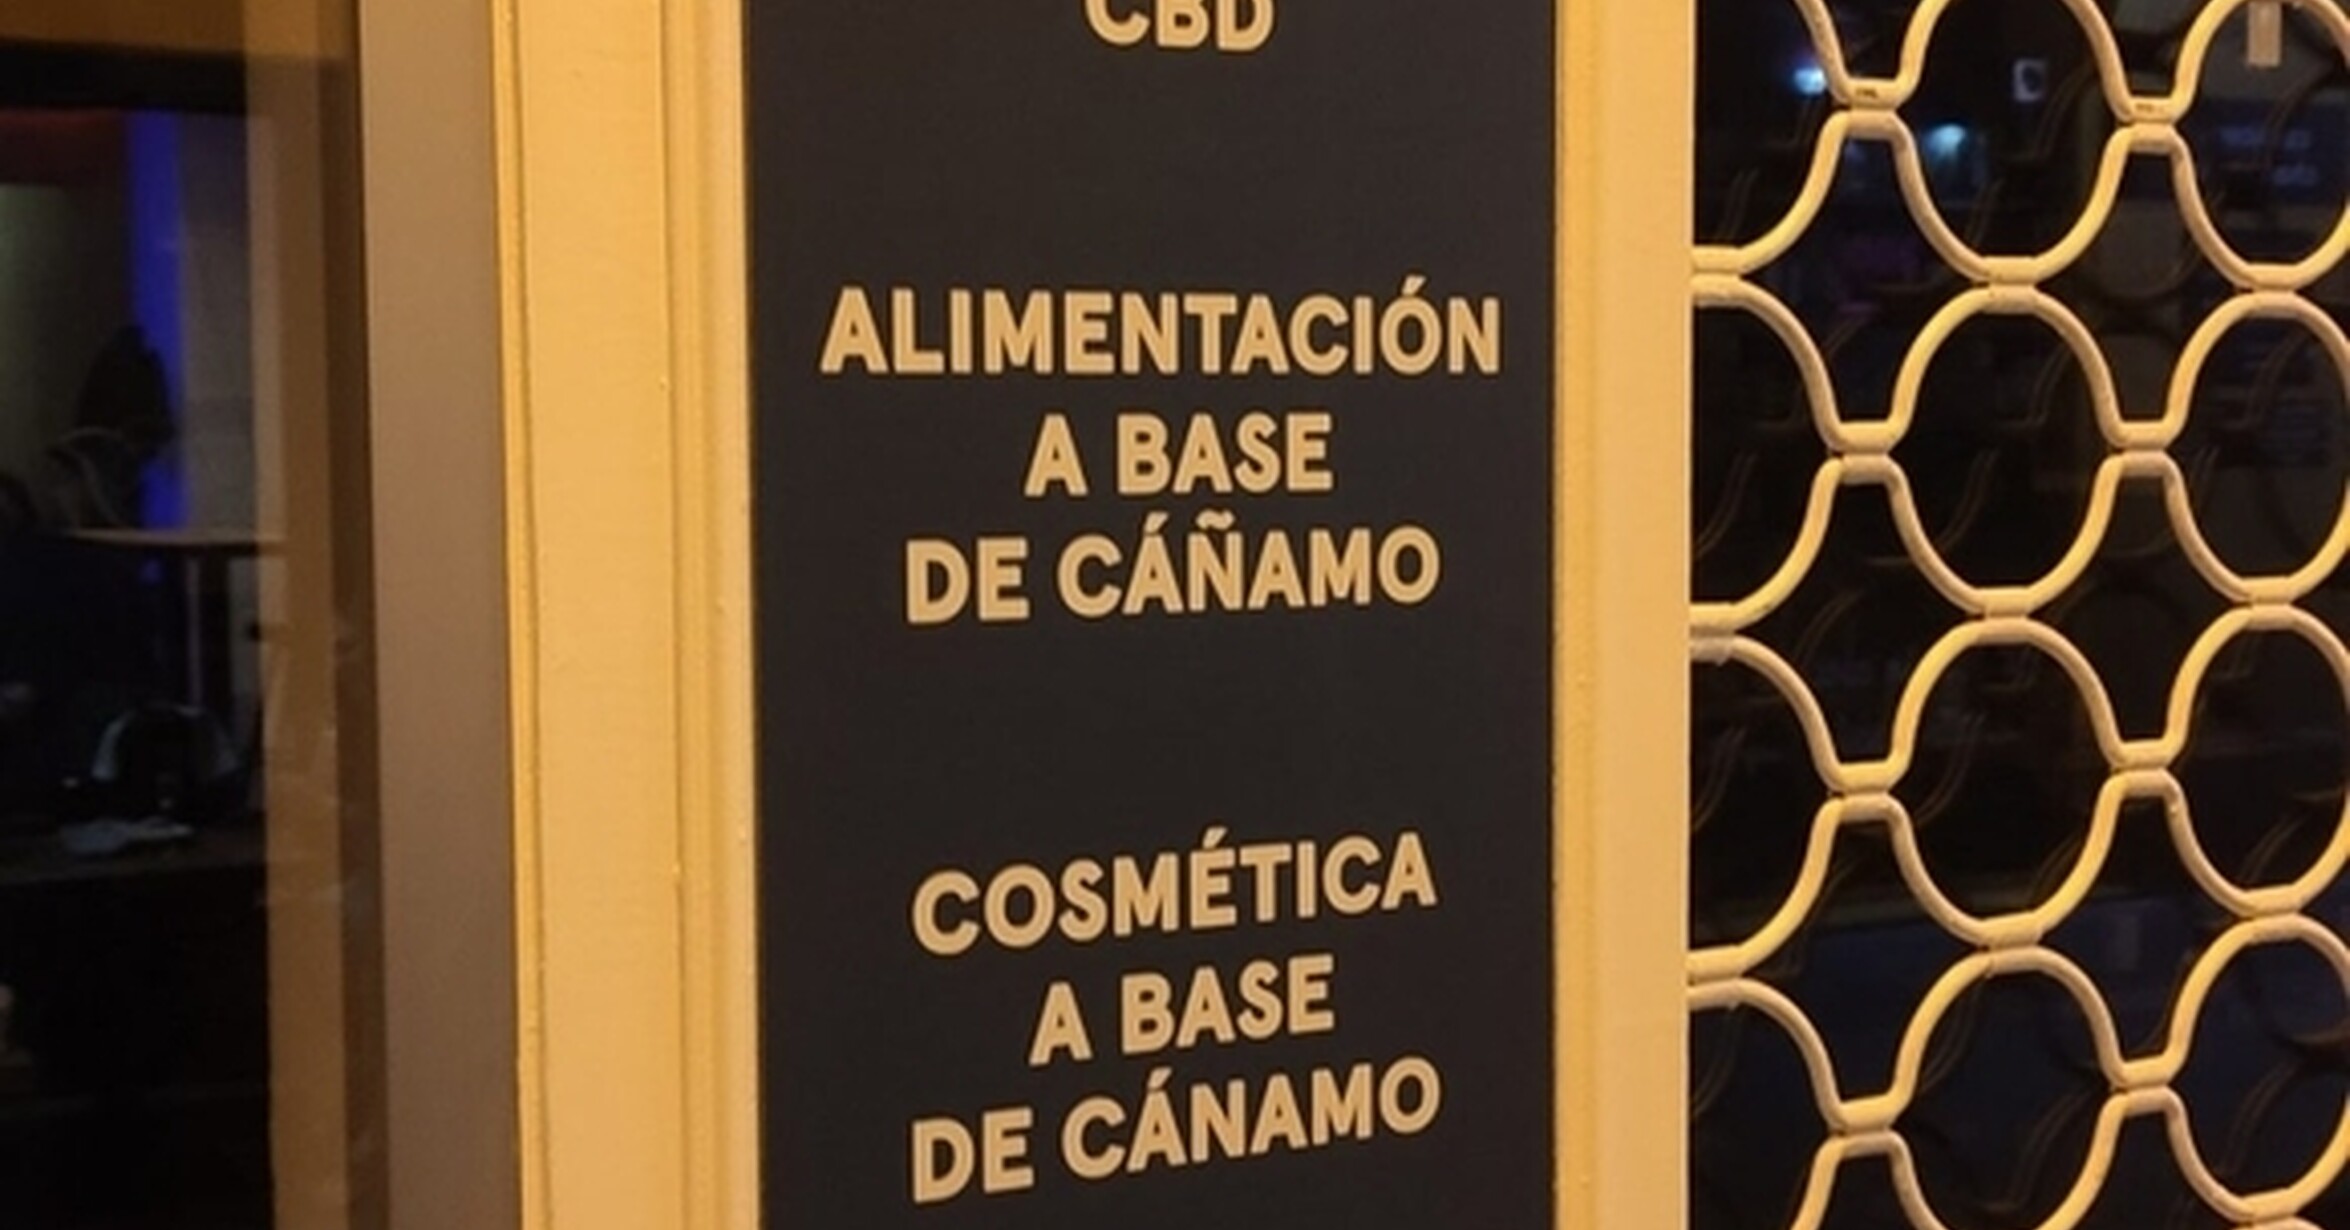 CBD
ALIMENTACIÓN
A BASE
DE CÁÑAMO
COSMÉTICA
A BASE
DE CÁNAMO